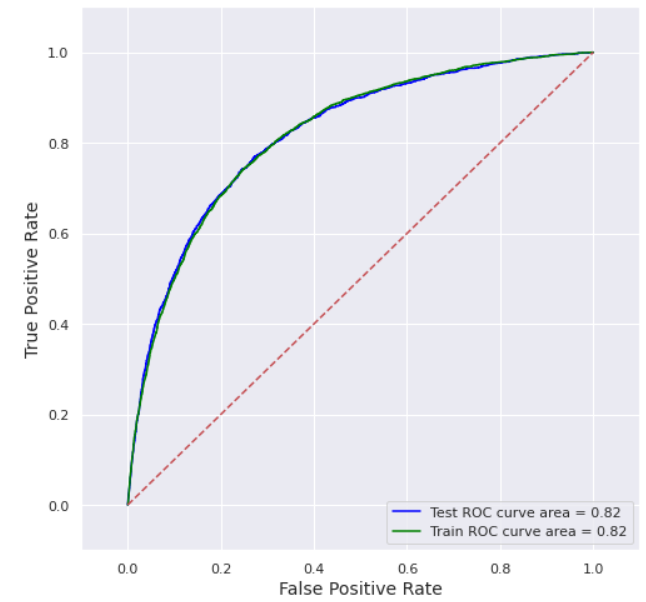 1.0
0.8
0.6
0.4
0.2
0.0
True Positive Rate
Test ROC curve area = 0.82
Train ROC curve area = 0.82
0.0 0.2 0.4 0.6 0.8 1.0
False Positive Rate